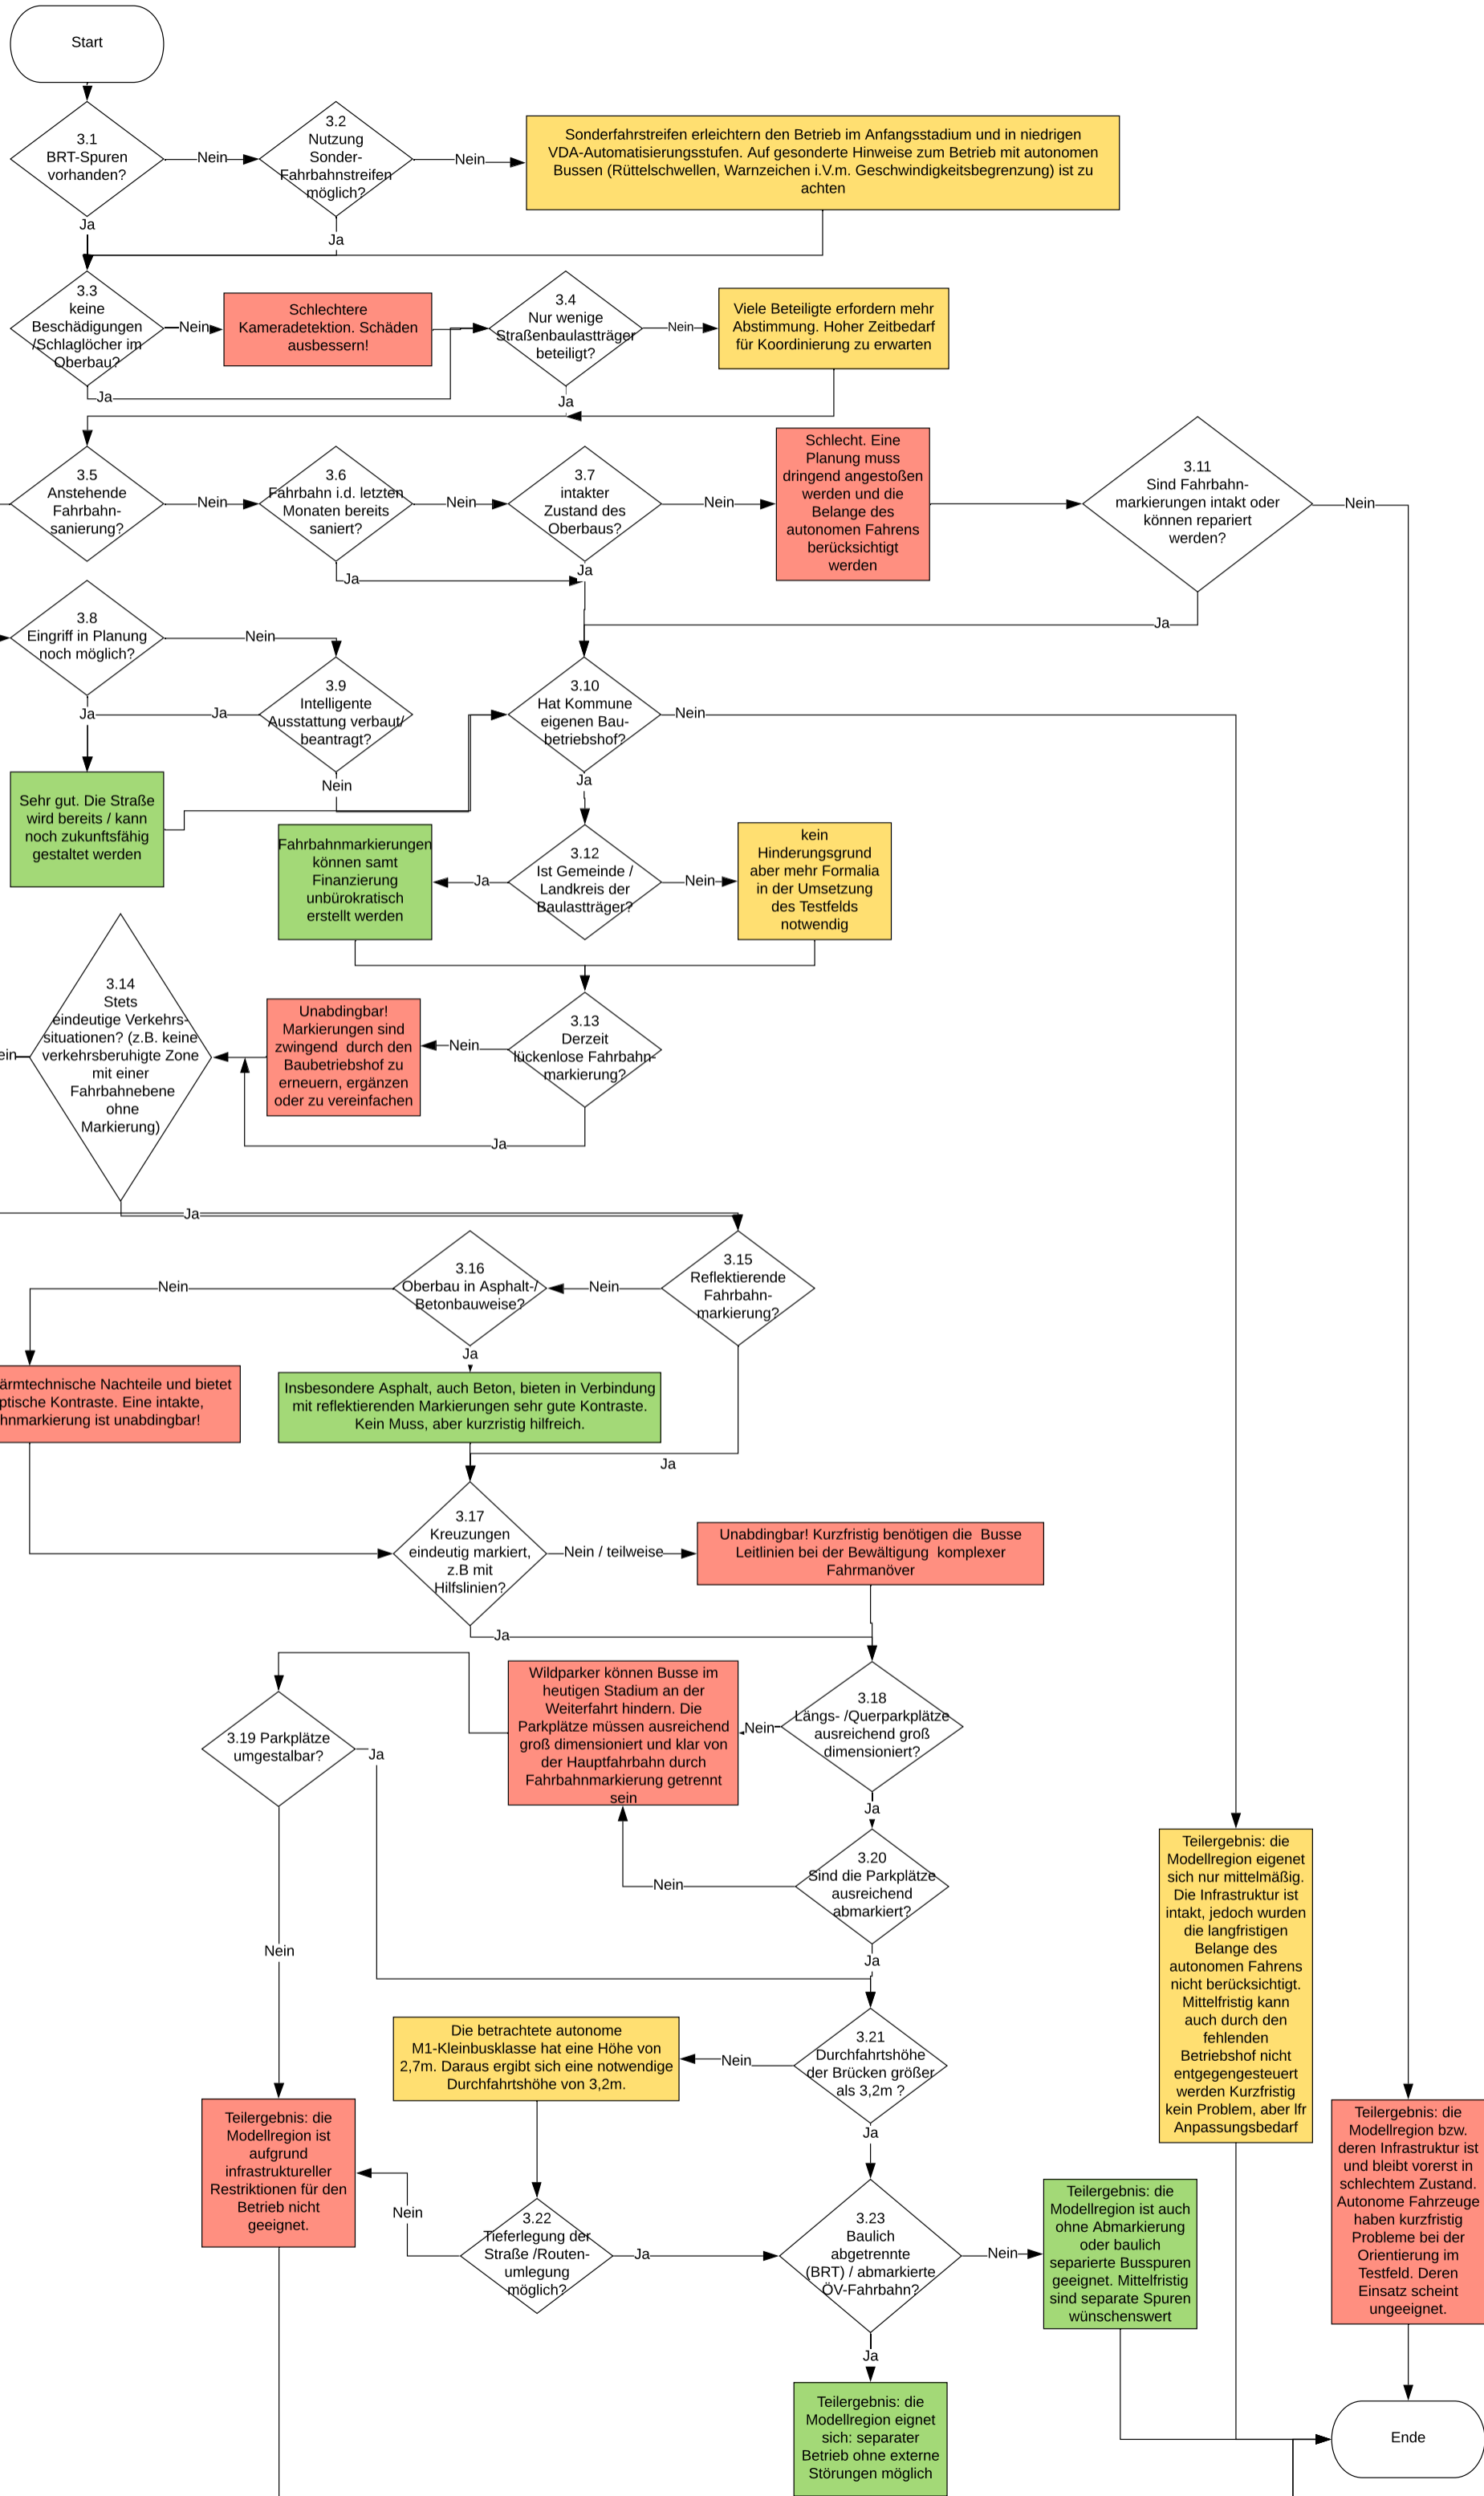 Start
3.1
BRT-Spuren
vorhanden?
Nein
3.2
Nutzung
Sonder-
Fahrbahnstreifen
möglich?
Nein
Sonderfahrstreifen erleichtern den Betrieb im Anfangsstadium und in niedrigen
VDA-Automatisierungsstufen. Auf gesonderte Hinweise zum Betrieb mit autonomen
Bussen (Rüttelschwellen, Warnzeichen i.V.m. Geschwindigkeitsbegrenzung) ist zu
achten
Ja
Ja
3.3
keine
Beschädigungen
/Schlaglöcher im
Oberbau?
Nein
Schlechtere
Kameradetektion. Schäden
ausbessern!
3.4
Nur wenige
Straßenbaulastträger
beteiligt?
Nein
Viele Beteiligte erfordern mehr
Abstimmung. Hoher Zeitbedarf
für Koordinierung zu erwarten
Ja
Ja
3.5
Anstehende
Fahrbahn-
sanierung?
Nein
3.6
Fahrbahn i.d. letzten
Monaten bereits
saniert?
Nein
3.7
intakter
Zustand des
Oberbaus?
Nein
Schlecht. Eine
Planung muss
dringend angestoßen
werden und die
Belange des
autonomen Fahrens
berücksichtigt
werden
3.11
Sind Fahrbahn-
markierungen intakt oder
können repariert
werden?
Nein
Ja
Ja
Ja
3.8
Eingriff in Planung
noch möglich?
Nein
3.9
Intelligente
Ausstattung verbaut/
beantragt?
Ja
Ja
Nein
3.10
Hat Kommune
eigenen Bau-
betriebshof?
Nein
Ja
Sehr gut. Die Straße
wird bereits / kann
noch zukunftsfähig
gestaltet werden
Fahrbahnmarkierungen
können samt
Finanzierung
unbürokratisch
erstellt werden
Ja
3.12
Ist Gemeinde /
Landkreis der
Baulastträger?
Nein
kein
Hinderungsgrund
aber mehr Formalia
in der Umsetzung
des Testfelds
notwendig
3.14
Stets
eindeutige Verkehrs-
situationen? (z.B. keine
verkehrsberuhigte Zone
mit einer
Fahrbahnebene
ohne
Markierung)
ein
Unabdingbar!
Markierungen sind
zwingend durch den
Baubetriebshof zu
erneuern, ergänzen
oder zu vereinfachen
Nein
3.13
Derzeit
lückenlose Fahrbahn-
markierung?
Ja
Ja
3.16
Oberbau in Asphalt-/
Betonbauweise?
Nein
Nein
3.15
Reflektierende
Fahrbahn-
markierung?
Ja
ärmtechnische Nachteile und bietet
ptische Kontraste. Eine intakte,
hnmarkierung ist unabdingbar!
Insbesondere Asphalt, auch Beton, bieten in Verbindung
mit reflektierenden Markierungen sehr gute Kontraste.
Kein Muss, aber kurzristig hilfreich.
Ja
3.17
Kreuzungen
eindeutig markiert,
z.B mit
Hilfslinien?
Nein / teilweise
Unabdingbar! Kurzfristig benötigen die Busse
Leitlinien bei der Bewältigung komplexer
Fahrmanöver
Ja
3.19 Parkplätze
umgestalbar?
Ja
Wildparker können Busse im
heutigen Stadium an der
Weiterfahrt hindern. Die
Parkplätze müssen ausreichend
groß dimensioniert und klar von
der Hauptfahrbahn durch
Fahrbahnmarkierung getrennt
sein
Nein
3.18
Längs- /Querparkplätze
ausreichend groß
dimensioniert?
Ja
3.20
Sind die Parkplätze
ausreichend
abmarkiert?
Nein
Ja
Nein
Teilergebnis: die
Modellregion eigenet
sich nur mittelmäßig.
Die Infrastruktur ist
intakt, jedoch wurden
die langfristigen
Belange des
autonomen Fahrens
nicht berücksichtigt.
Mittelfristig kann
auch durch den
fehlenden
Betriebshof nicht
entgegengesteuert
werden Kurzfristig
kein Problem, aber lfr
Anpassungsbedarf
Die betrachtete autonome
M1-Kleinbusklasse hat eine Höhe von
2,7m. Daraus ergibt sich eine notwendige
Durchfahrtshöhe von 3,2m.
Nein
3.21
Durchfahrtshöhe
der Brücken größer
als 3,2m ?
Ja
Teilergebnis: die
Modellregion ist
aufgrund
infrastruktureller
Restriktionen für den
Betrieb nicht
geeignet.
Nein
3.22
Tieferlegung der
Straße /Routen-
umlegung
möglich?
Ja
3.23
Baulich
abgetrennte
(BRT) / abmarkierte
ÖV-Fahrbahn?
Nein
Teilergebnis: die
Modellregion ist auch
ohne Abmarkierung
oder baulich
separierte Busspuren
geeignet. Mittelfristig
sind separate Spuren
wünschenswert
Teilergebnis: die
Modellregion bzw.
deren Infrastruktur ist
und bleibt vorerst in
schlechtem Zustand.
Autonome Fahrzeuge
haben kurzfristig
Probleme bei der
Orientierung im
Testfeld. Deren
Einsatz scheint
ungeeignet.
Ja
Teilergebnis: die
Modellregion eignet
sich: separater
Betrieb ohne externe
Störungen möglich
Ende